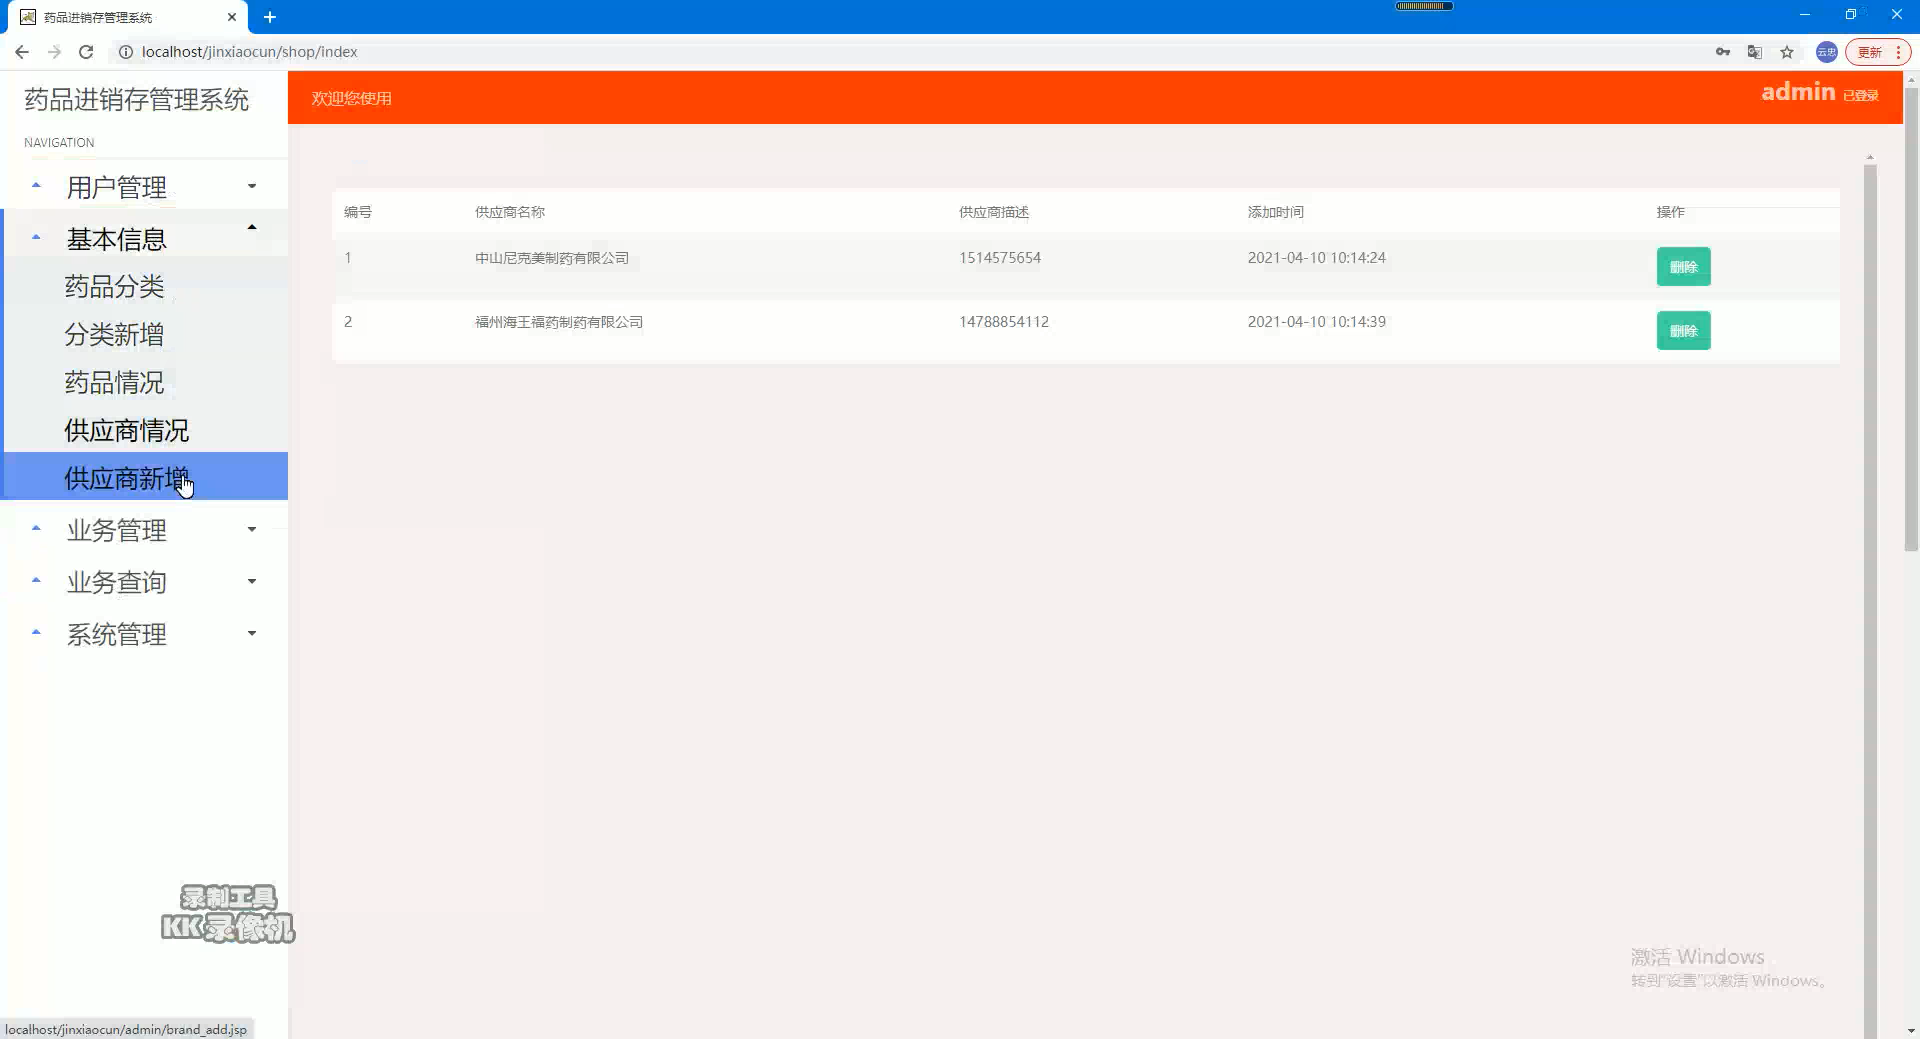 药品进销存管理系统
localhost/jinxiaocun/shop/index
云忠
更新
药品进销存管理系统
欢迎您使用
admin 已登录
NAVIGATION
用户管理
基本信息
药品分类
分类新增
药品情况
供应商情况
供应商新增
业务管理
业务查询
系统管理
编号 供应商名称 供应商描述 添加时间 操作
1 中山尼克美制药有限公司 1514575654 2021-04-10 10:14:24 删除
2 福州海王福药制药有限公司 14788854112 2021-04-10 10:14:39 删除
录制工具
KK录像机
激活 Windows
转到"设置"以激活 Windows。
localhost/jinxiaocun/admin/brand_add.jsp